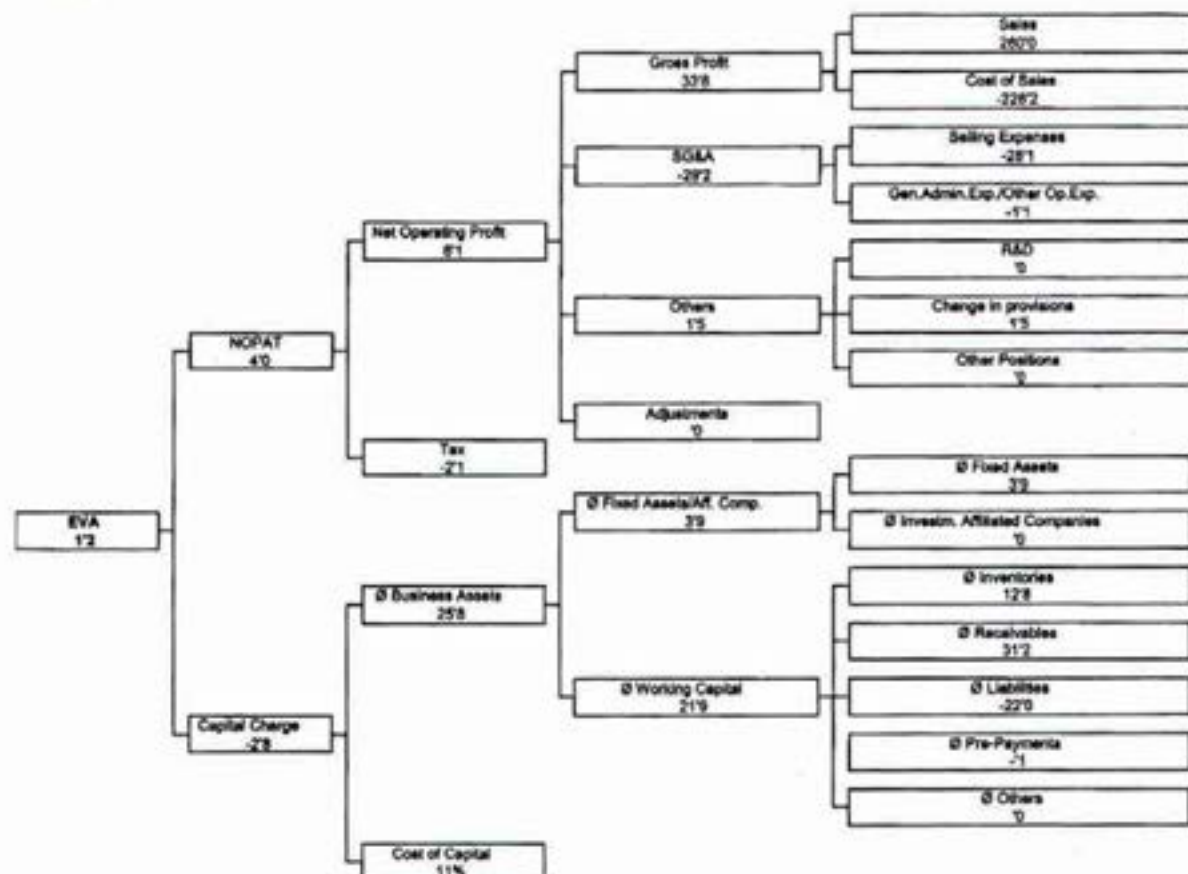 Sales
260'0
Gross Profit
33'8
Cost of Sales
-226'2
Selling Expenses
-28'1
SG&A
-29'2
Gen.Admin.Exp./Other Op.Exp.
-1'1
Net Operating Profit
6'1
R&D
'0
Others
1'5
Change in provisions
1'5
NOPAT
4'0
Other Positions
'0
Adjustments
'0
Tax
-2'1
Ø Fixed Assets
3'9
Ø Fixed Assets/Aff. Comp.
3'9
EVA
1'2
Ø Investm. Affiliated Companies
'0
Ø Inventories
12'8
Ø Business Assets
25'8
Ø Receivables
31'2
Ø Working Capital
21'9
Ø Liabilities
-22'0
Capital Charge
-2'8
Ø Pre-Payments
-'1
Ø Others
'0
Cost of Capital
11%